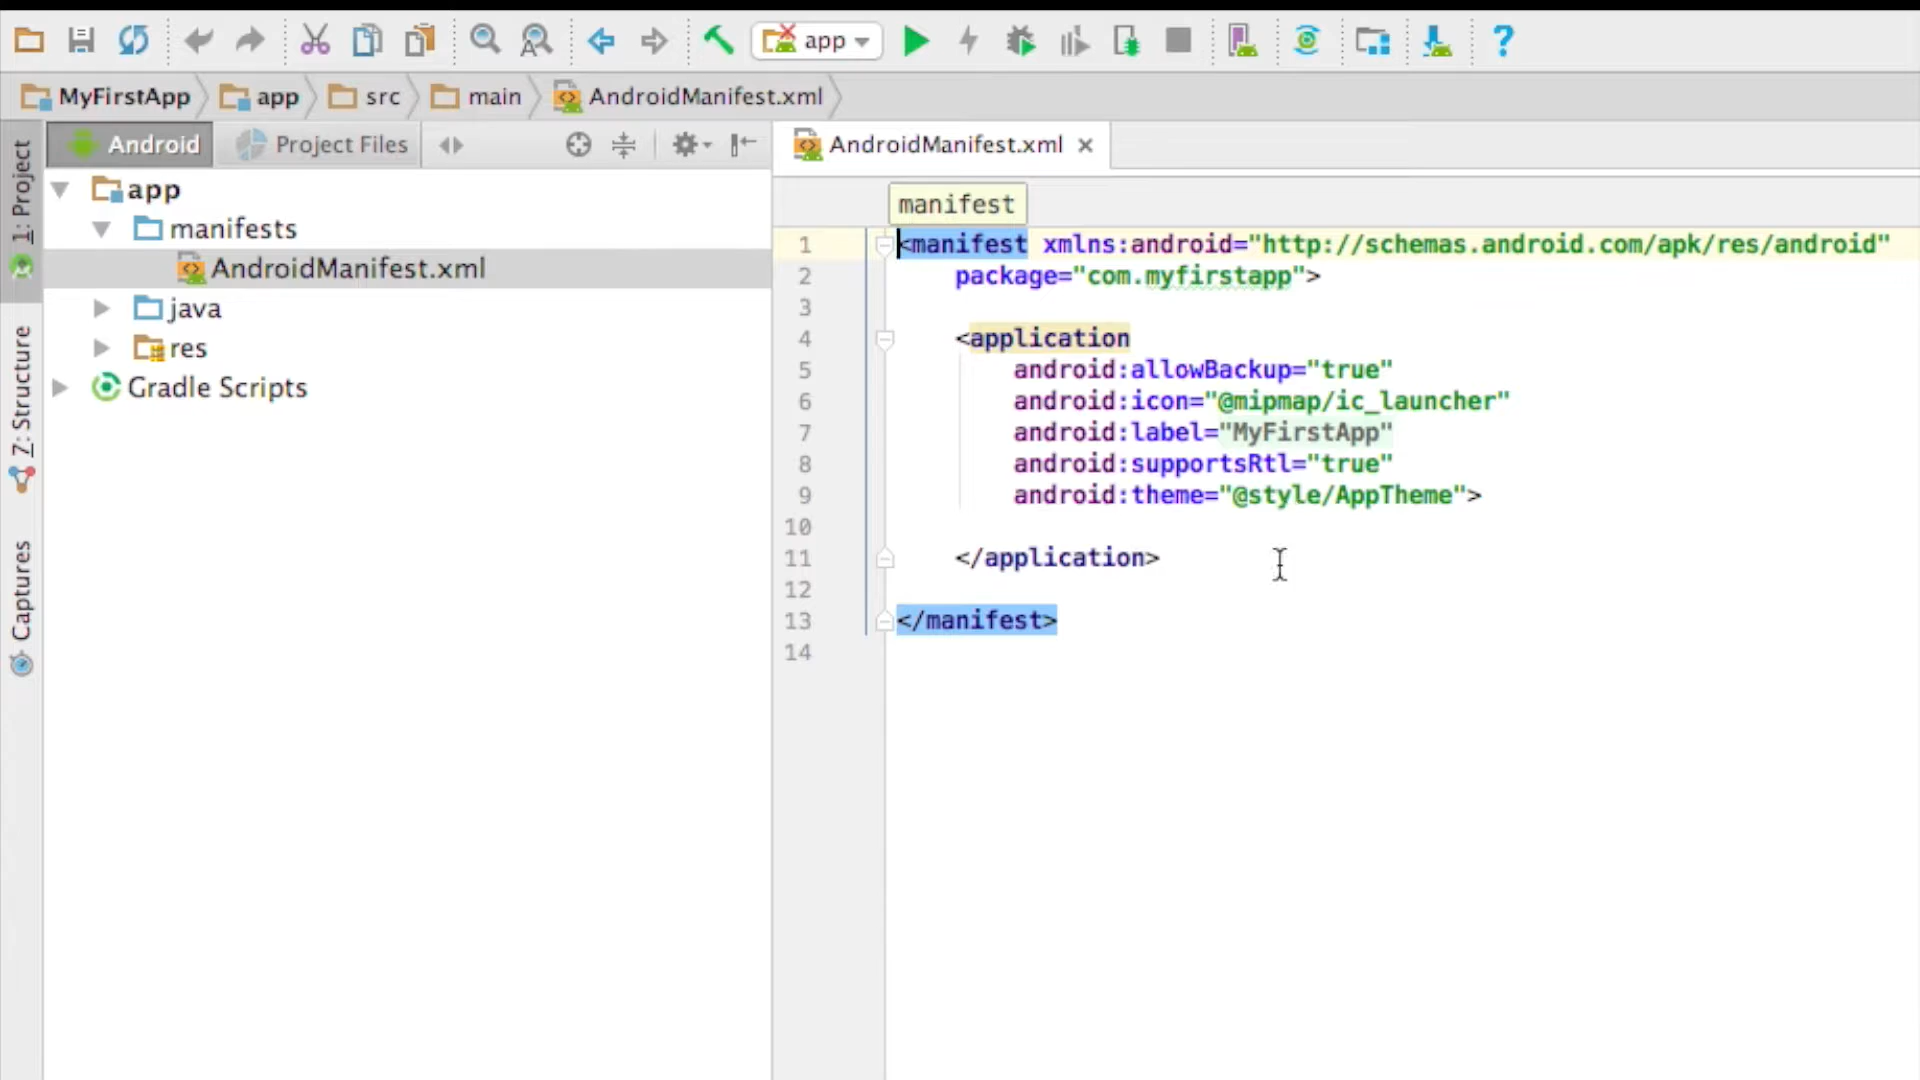 app
MyFirstApp
app
src
main
AndroidManifest.xml
1: Project
Android
Project Files
AndroidManifest.xml
app
manifests
AndroidManifest.xml
java
res
Gradle Scripts
7: Structure
Captures
manifest
1 <manifest xmlns:android="http://schemas.android.com/apk/res/android"
2 package="com.myfirstapp">
3
4 <application
5 android:allowBackup="true"
6 android:icon="@mipmap/ic_launcher"
7 android:label="MyFirstApp"
8 android:supportsRtl="true"
9 android:theme="@style/AppTheme">
10
11 </application>
12
13 </manifest>
14